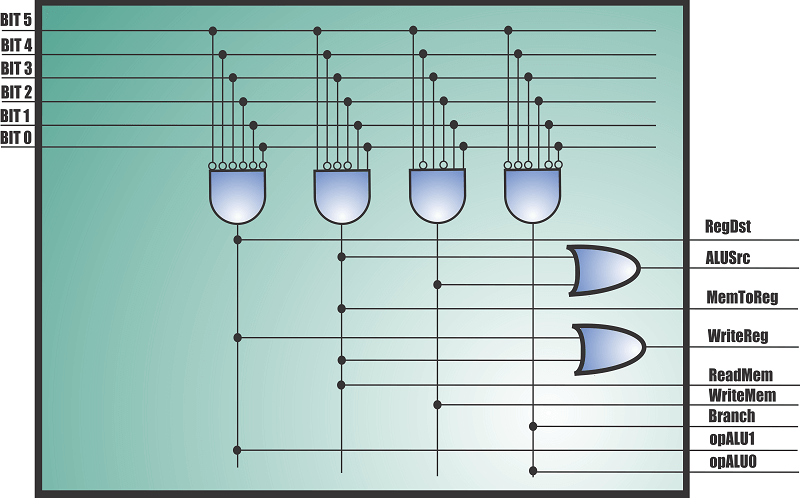 BIT 5
BIT 4
BIT 3
BIT 2
BIT 1
BIT 0
RegDst
ALUSrc
MemToReg
WriteReg
ReadMem
WriteMem
Branch
opALU1
opALU0